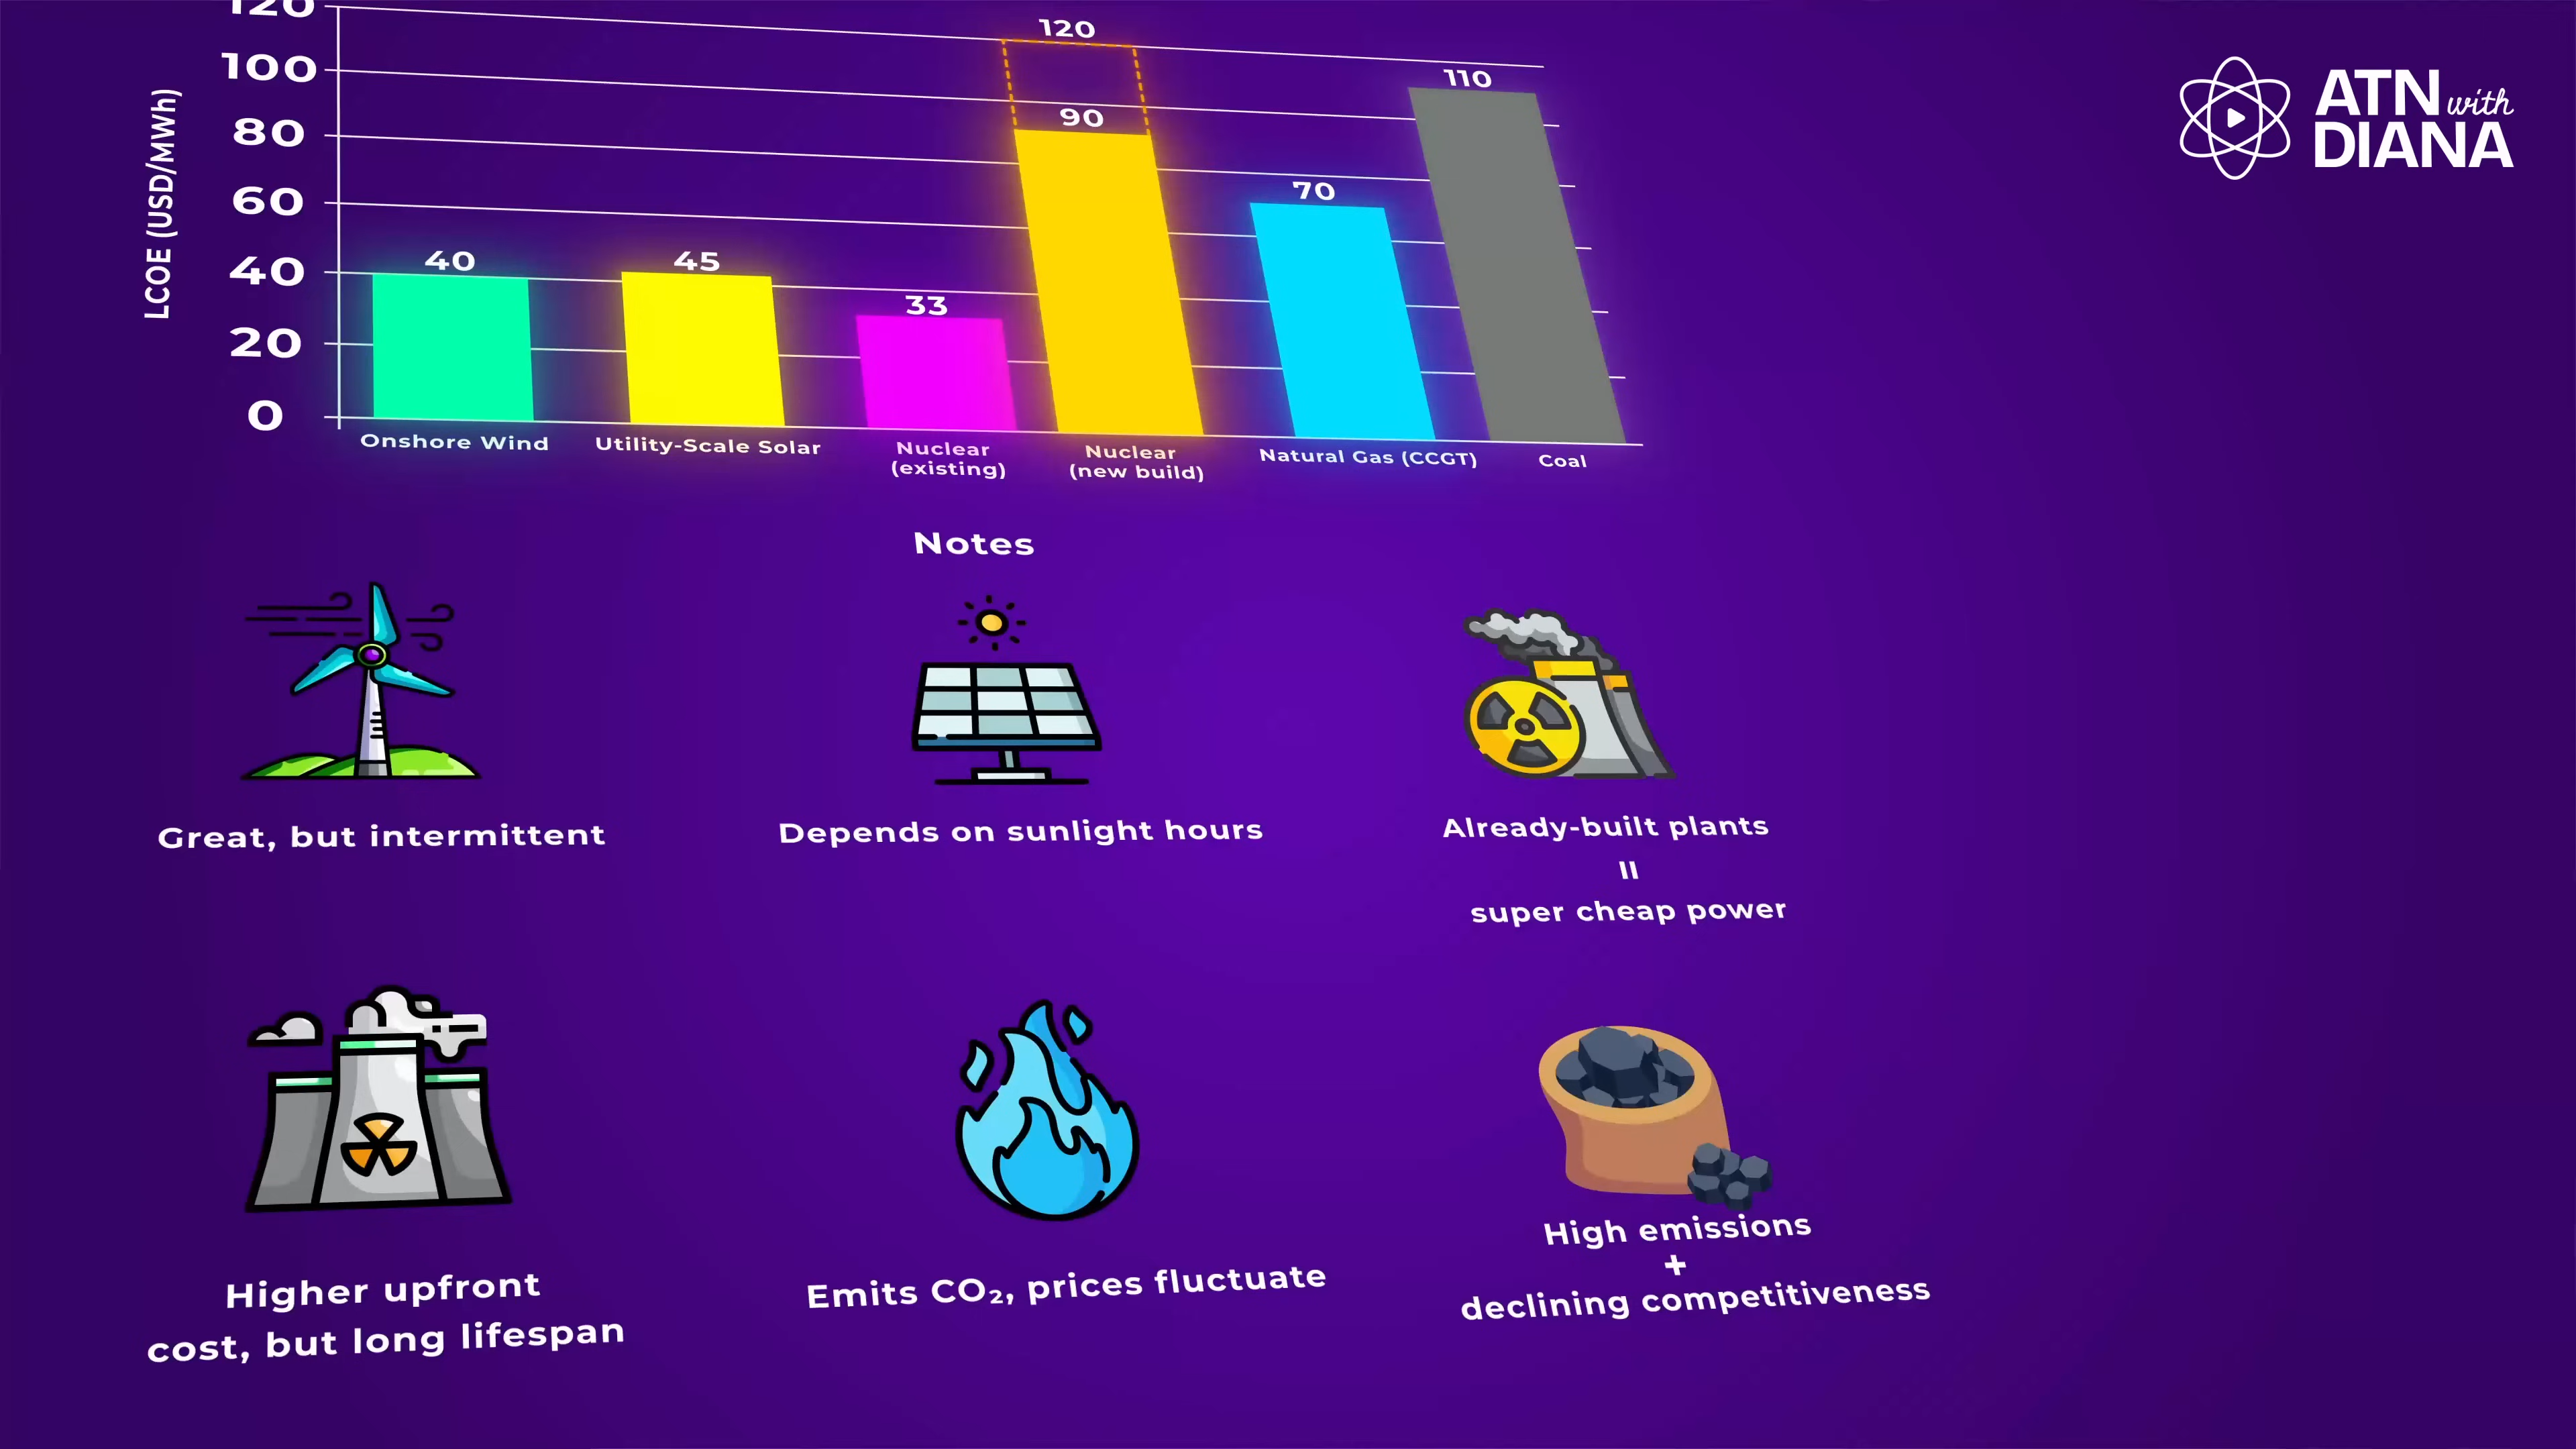 120
100
80
60
40
20
0
LCOE (USD/MWh)
40
45
33
120
90
70
110
Onshore Wind
Utility-Scale Solar
Nuclear
(existing)
Nuclear
(new build)
Natural Gas (CCGT)
Coal
ATN with
DIANA
Notes
Great, but intermittent
Depends on sunlight hours
Already-built plants
=
super cheap power
Higher upfront
cost, but long lifespan
Emits CO₂, prices fluctuate
High emissions
+
declining competitiveness